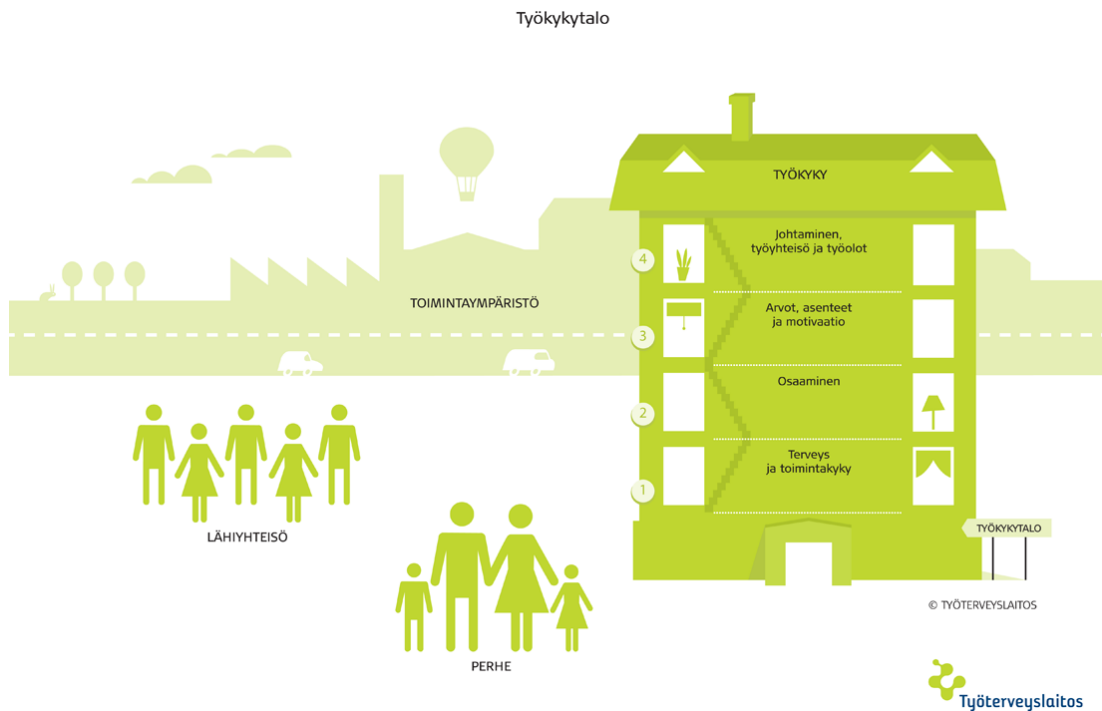 Työkykytalo
TYÖKYKY
4
Johtaminen,
työyhteisö ja työolot
TOIMINTAYMPÄRISTÖ
3
Arvot, asenteet
ja motivaatio
2
Osaaminen
1
Terveys
ja toimintakyky
LÄHIYHTEISÖ
PERHE
TYÖKYKYTALO
© TYÖTERVEYSLAITOS
Työterveyslaitos